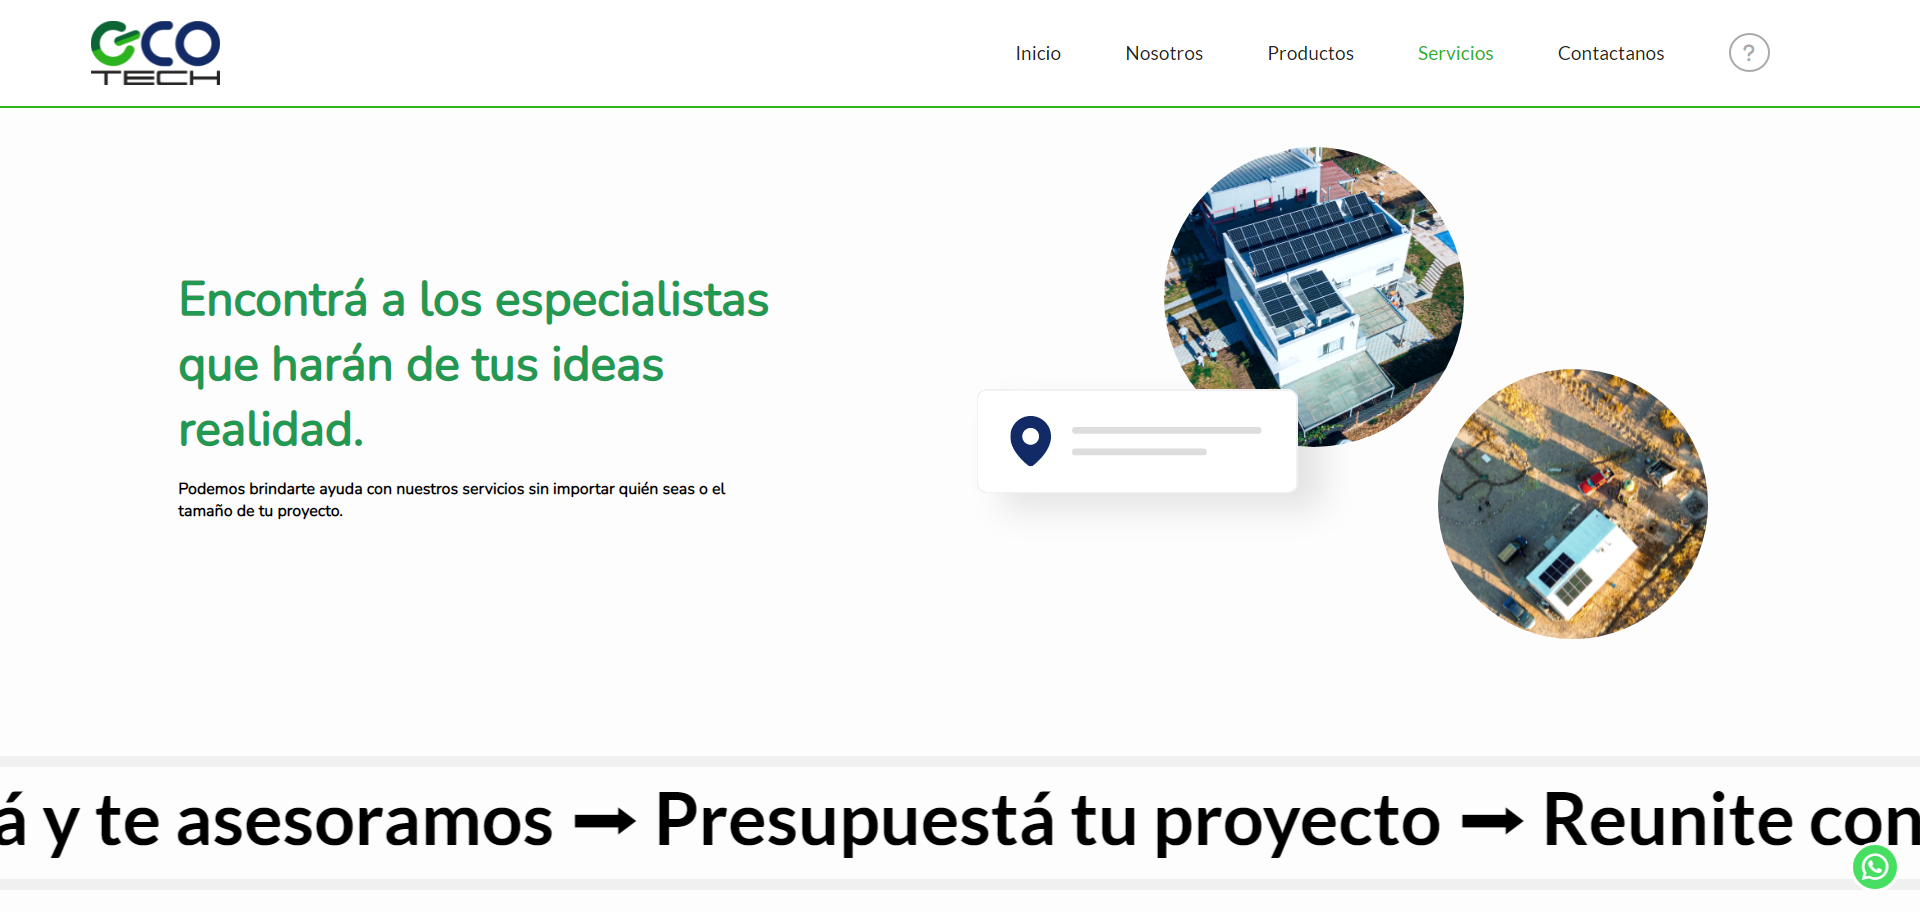 ECO
TECH
Inicio
Nosotros
Productos
Servicios
Contactanos
?
Encontrá a los especialistas
que harán de tus ideas
realidad.
Podemos brindarte ayuda con nuestros servicios sin importar quién seas o el
tamaño de tu proyecto.
á y te asesoramos ➡ Presupuestá tu proyecto ➡ Reunite con